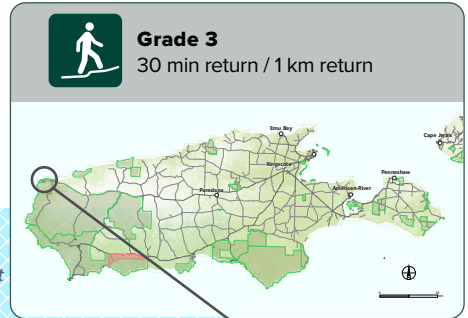 Grade 3
30 min return / 1 km return
Emu Bay
Cape Jervis
Kingscote
Penneshaw
Parndana
American River